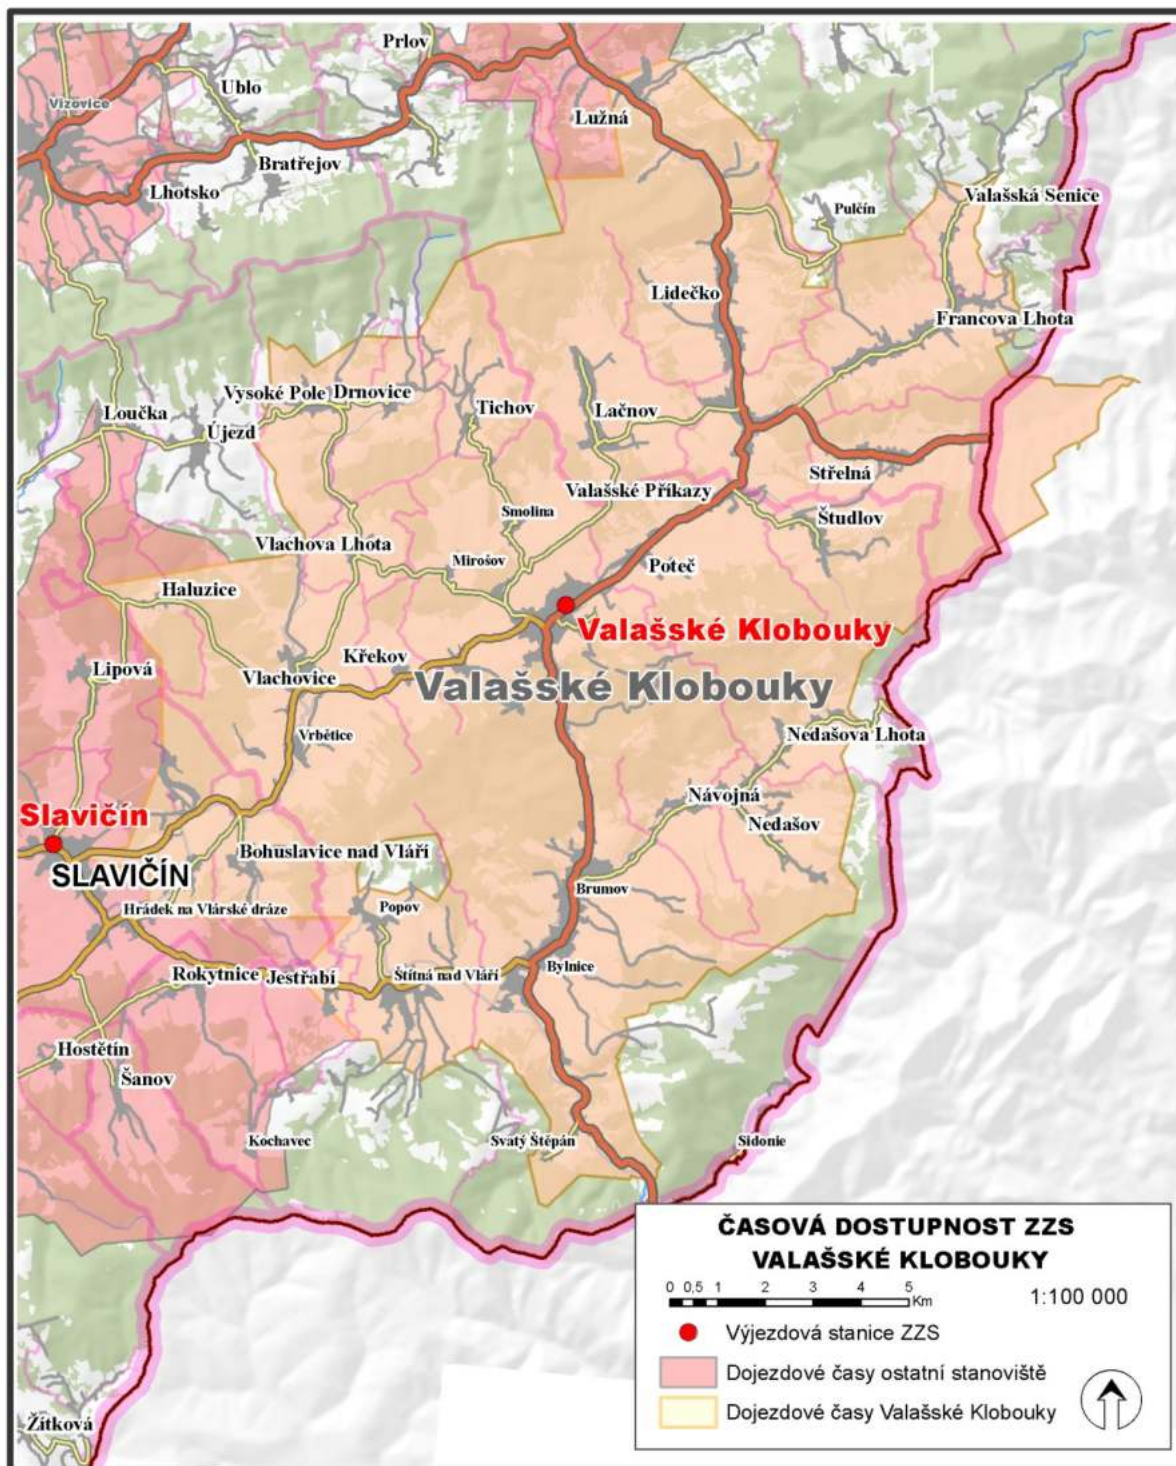 Prlov
Ublo
Vizovice
Lužná
Bratřejov
Lhotsko
Valašská Senice
Pulčín
Lidečko
Francova Lhota
Vysoké Pole
Drnovice
Tichov
Lačnov
Loučka
Újezd
Střelná
Valašské Příkazy
Smolina
Študlov
Vlachova Lhota
Mirošov
Poteč
Haluzice
Valašské Klobouky
Křekov
Lipová
Vlachovice
Valašské Klobouky
Vrbětice
Nedašova Lhota
Návojná
Slavičín
Nedašov
Bohuslavice nad Vláří
SLAVIČÍN
Brumov
Hrádek na Vlárské dráze
Popov
Rokytnice
Jestřabí
Štítná nad Vláří
Bylnice
Hostětín
Šanov
Kochavec
Svatý Štěpán
Sidonie
ČASOVÁ DOSTUPNOST ZZS
VALAŠSKÉ KLOBOUKY
0 0,5 1 2 3 4 5
Km
1:100 000
Výjezdová stanice ZZS
Dojezdové časy ostatní stanoviště
Dojezdové časy Valašské Klobouky
Žítková